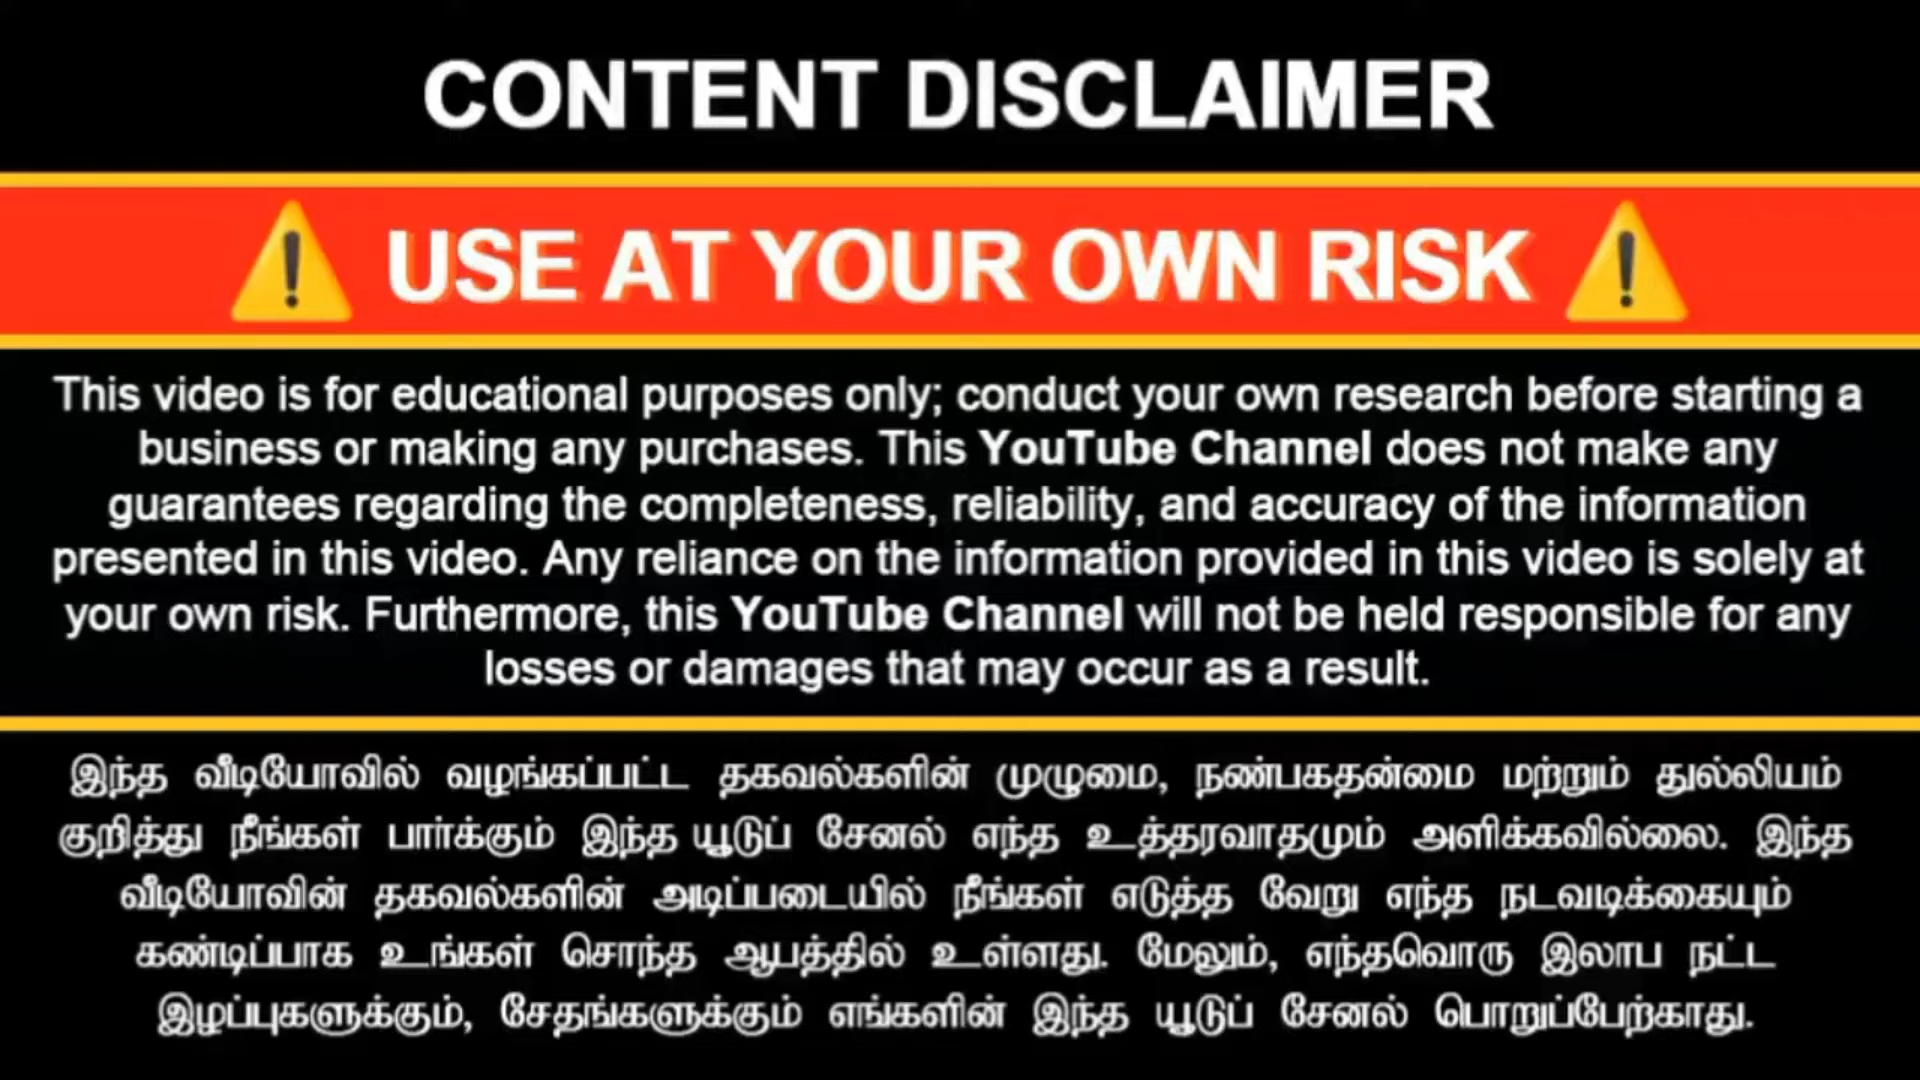 CONTENT DISCLAIMER
⚠ USE AT YOUR OWN RISK ⚠
This video is for educational purposes only; conduct your own research before starting a
business or making any purchases. This YouTube Channel does not make any
guarantees regarding the completeness, reliability, and accuracy of the information
presented in this video. Any reliance on the information provided in this video is solely at
your own risk. Furthermore, this YouTube Channel will not be held responsible for any
losses or damages that may occur as a result.
இந்த வீடியோவில் வழங்கப்பட்ட தகவல்களின் முழுமை, நண்பகதன்மை மற்றும் துல்லியம்
குறித்து நீங்கள் பார்க்கும் இந்த யூடுப் சேனல் எந்த உத்தரவாதமும் அளிக்கவில்லை. இந்த
வீடியோவின் தகவல்களின் அடிப்படையில் நீங்கள் எடுத்த வேறு எந்த நடவடிக்கையும்
கண்டிப்பாக உங்கள் சொந்த ஆபத்தில் உள்ளது. மேலும், எந்தவொரு இலாப நட்ட
இழப்புகளுக்கும், சேதங்களுக்கும் எங்களின் இந்த யூடுப் சேனல் பொறுப்பேற்காது.